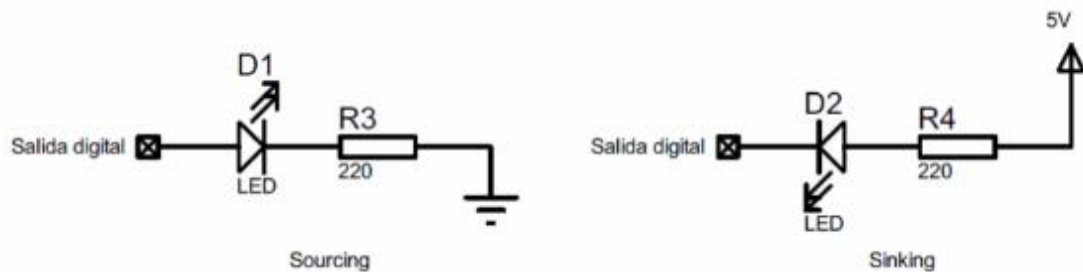 D1
R3
Salida digital
LED
220
Sourcing
5V
D2
R4
Salida digital
220
LED
Sinking